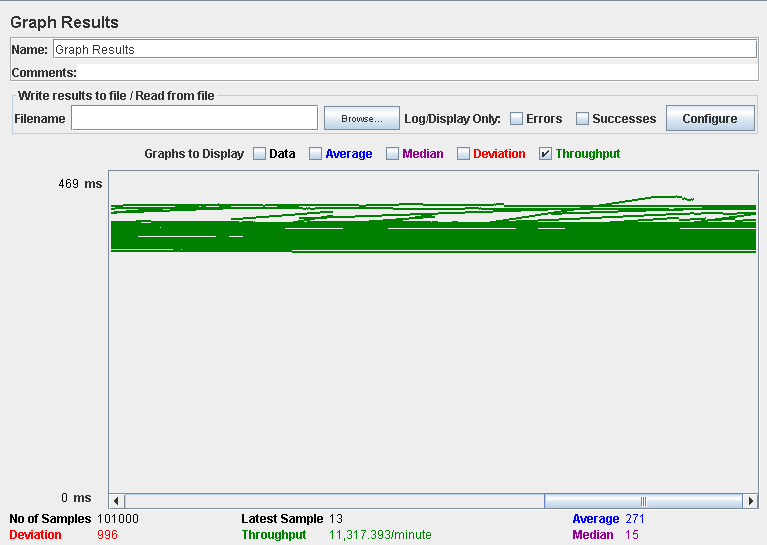 Graph Results
Name: Graph Results
Comments:
Write results to file / Read from file
Filename Browse... Log/Display Only: Errors Successes Configure
Graphs to Display Data Average Median Deviation Throughput
469 ms
0 ms
No of Samples 101000 Latest Sample 13 Average 271
Deviation 996 Throughput 11,317.393/minute Median 15